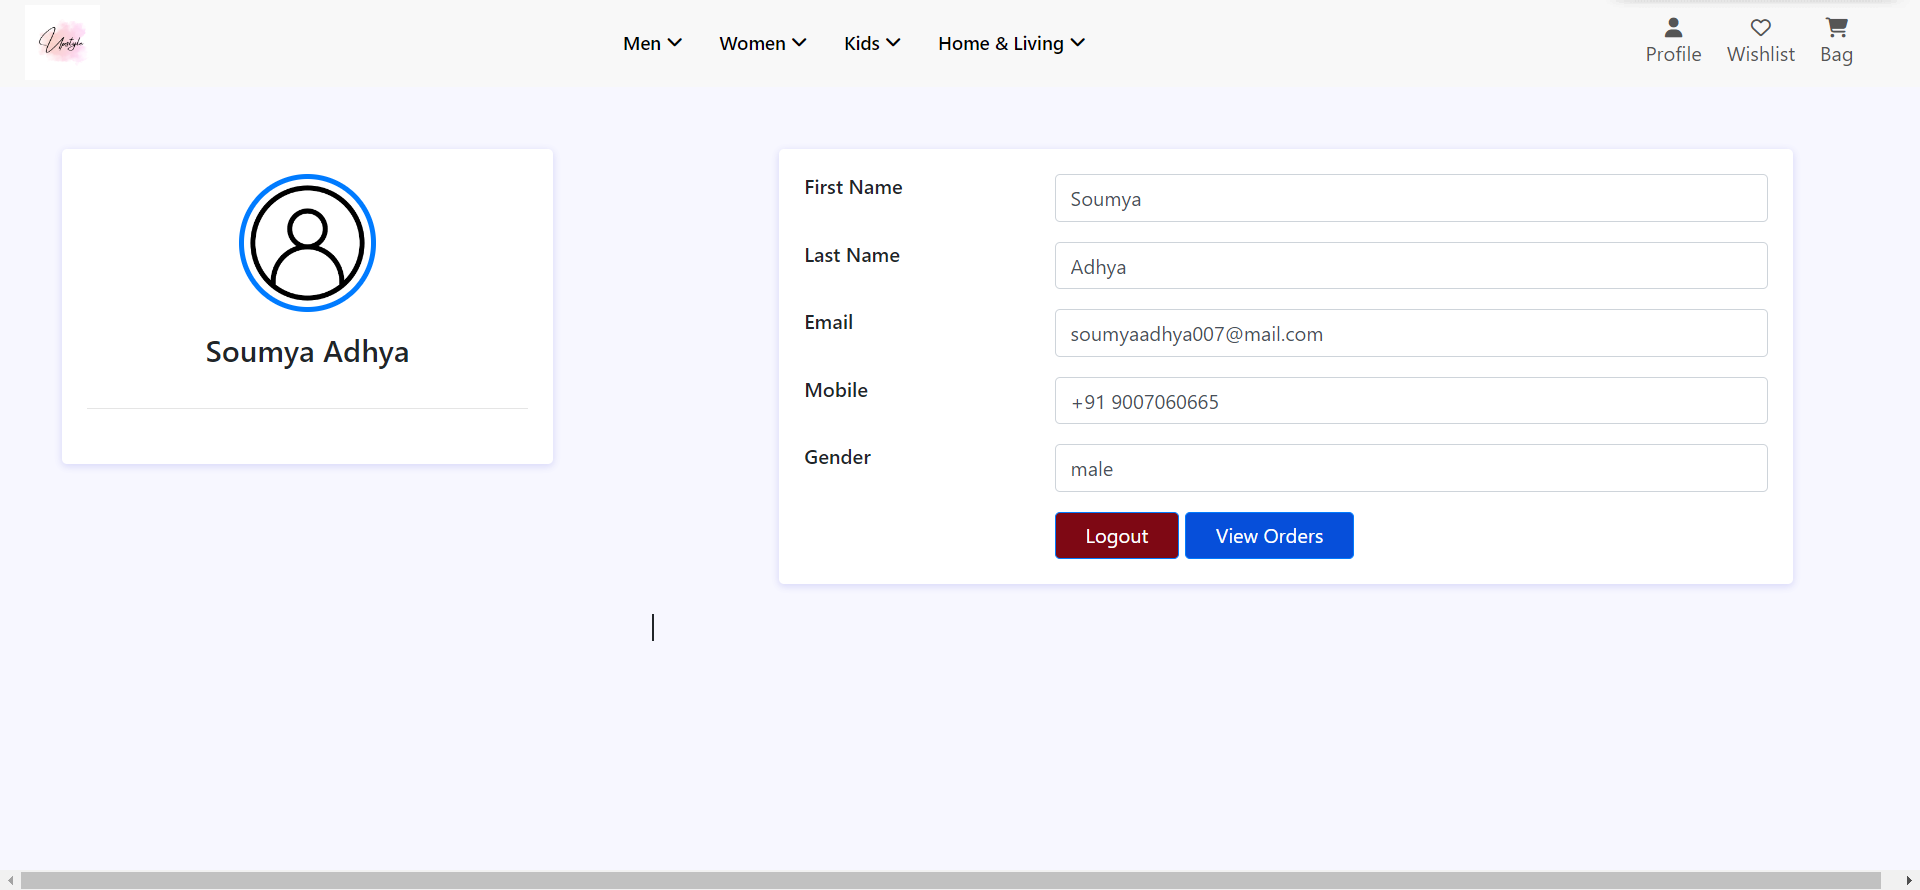 Upstyle
Men Women Kids Home & Living
Profile Wishlist Bag
Soumya Adhya
First Name Soumya
Last Name Adhya
Email soumyaadhya007@mail.com
Mobile +91 9007060665
Gender male
Logout View Orders